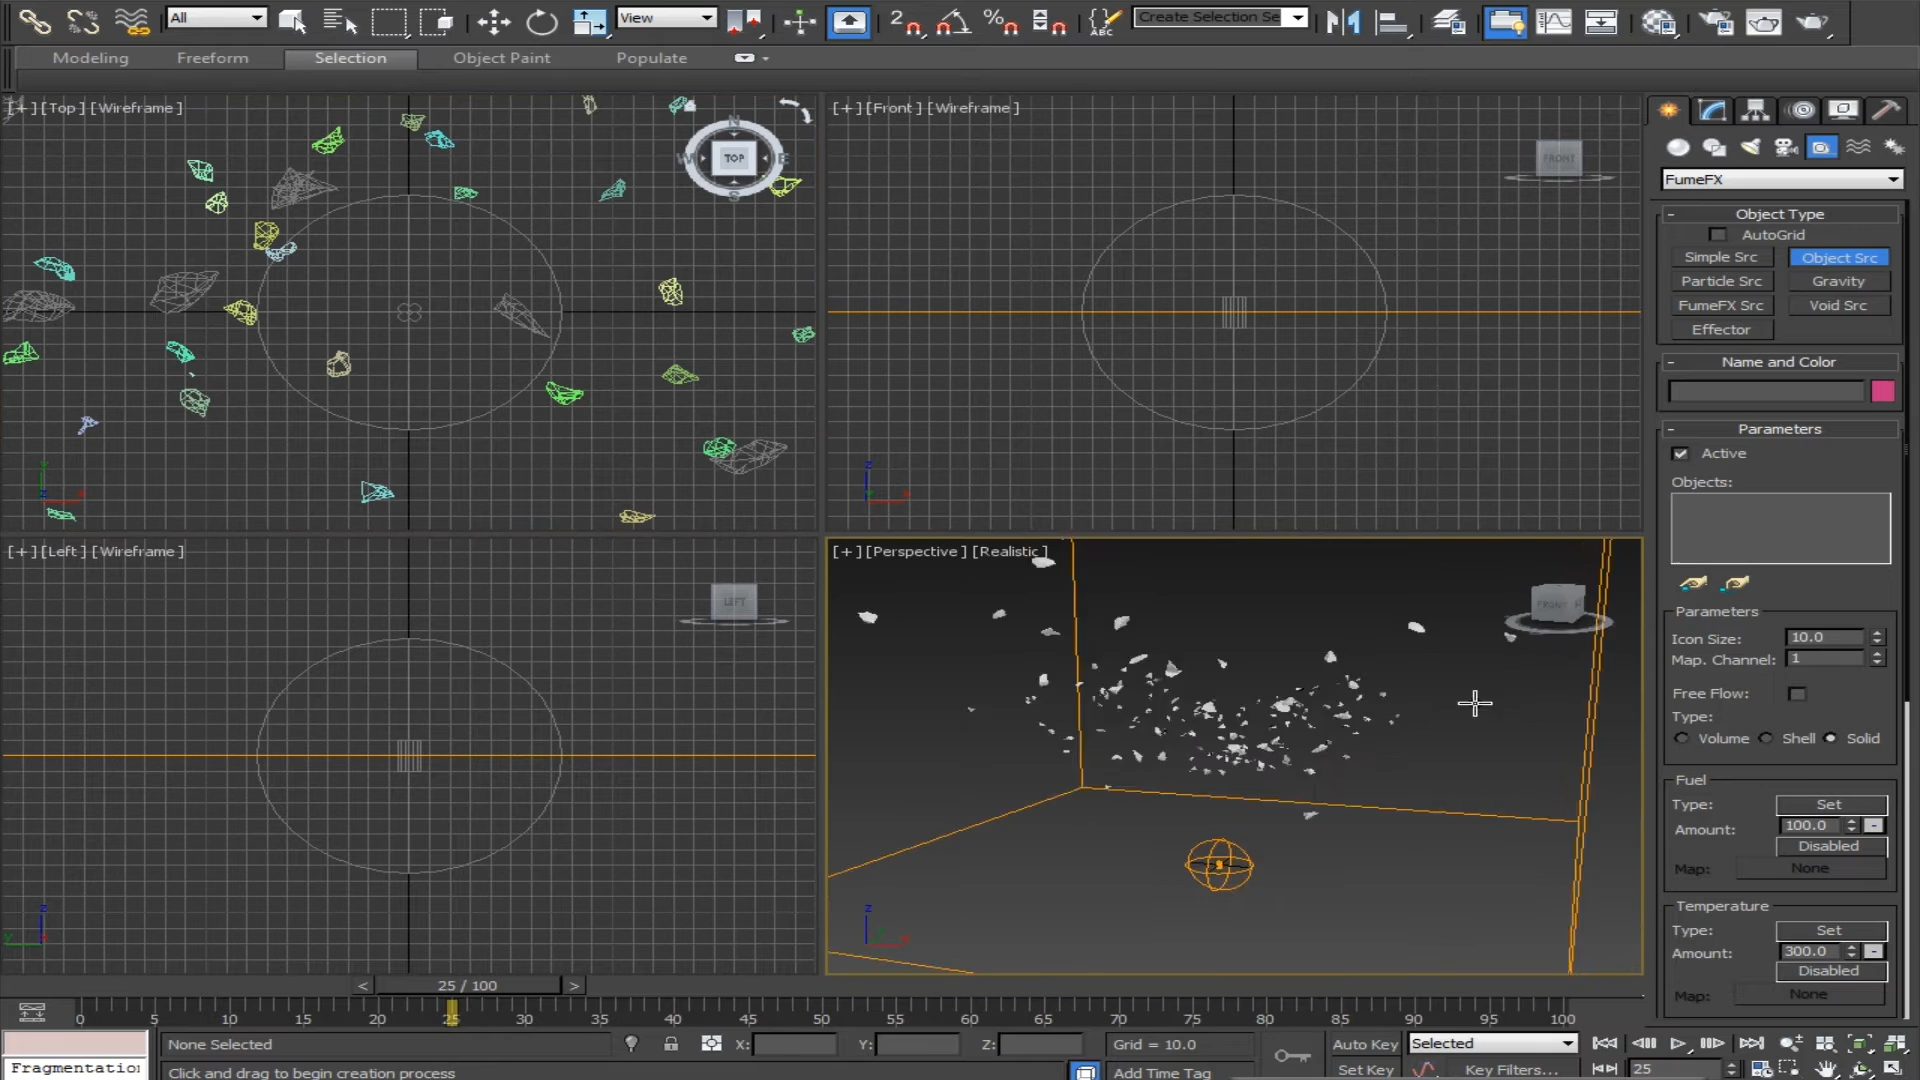 All
View
Create Selection Se
Modeling
Freeform
Selection
Object Paint
Populate
[+] [Top] [Wireframe]
N
W
TOP
E
S
[+] [Front] [Wireframe]
FRONT
FumeFX
Object Type
AutoGrid
Simple Src
Object Src
Particle Src
Gravity
FumeFX Src
Void Src
Effector
Name and Color
Parameters
Active
Objects:
[+] [Left] [Wireframe]
LEFT
[+] [Perspective] [Realistic]
FRONT
Parameters
Icon Size:
10.0
Map. Channel:
1
Free Flow:
Type:
Volume
Shell
Solid
Fuel
Type:
Set
Amount:
100.0
Disabled
Map:
None
Temperature
Type:
Set
Amount:
300.0
Disabled
Map:
None
< 25 / 100 >
0 5 10 15 20 25 30 35 40 45 50 55 60 65 70 75 80 85 90 95 100
None Selected
X:
Y:
Z:
Grid = 10.0
Auto Key
Selected
Fragmentation
Click and drag to begin creation process
Add Time Tag
Set Key
Key Filters...
25